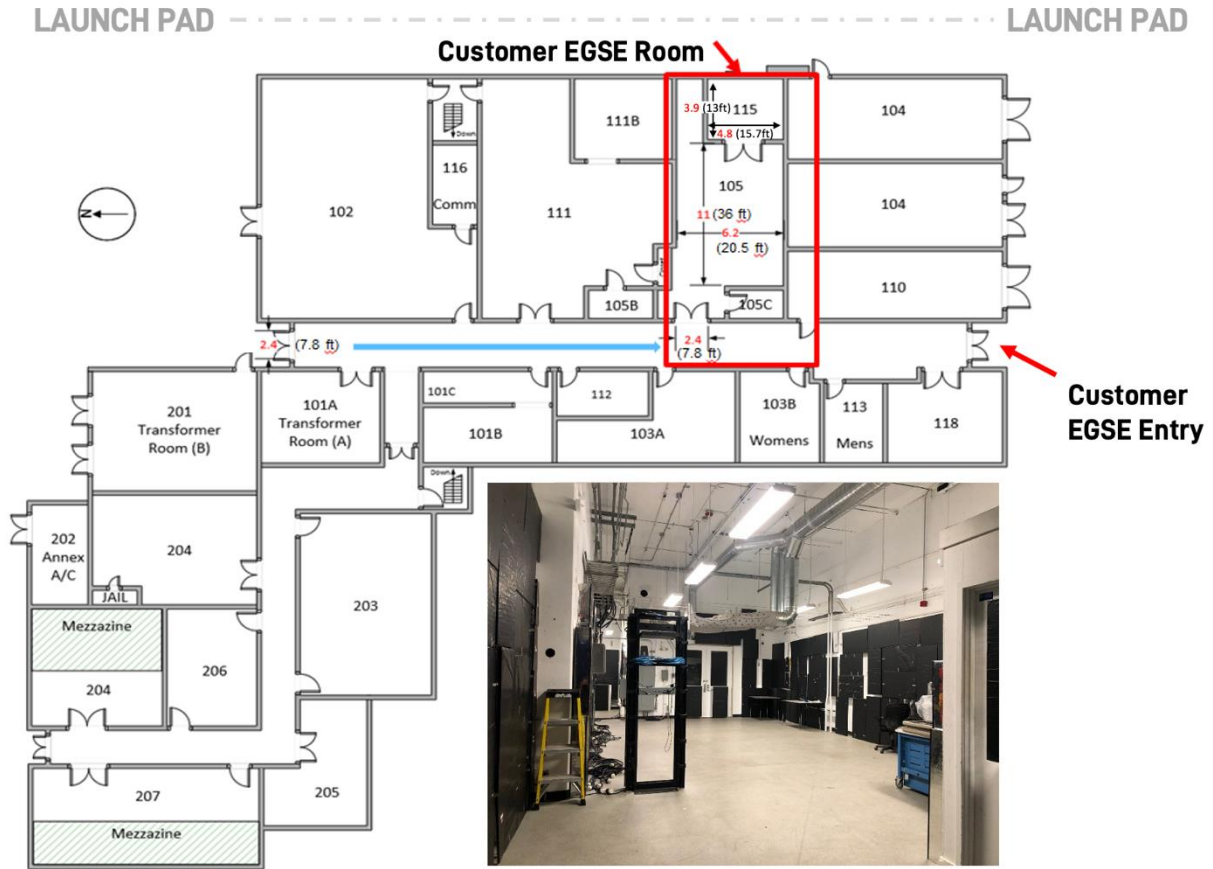 LAUNCH PAD
LAUNCH PAD
Customer EGSE Room
3.9 (13ft)
115
4.8 (15.7ft)
104
111B
116
Comm
Down
N
102
111
105
11 (36 ft)
6.2
(20.5 ft)
104
110
105B
105C
2.4 (7.8 ft)
2.4
(7.8 ft)
Customer
EGSE Entry
201
Transformer
Room (B)
101A
Transformer
Room (A)
101C
101B
112
103A
103B
Womens
113
Mens
118
Down
202
Annex
A/C
204
JAIL
203
Mezzazine
204
206
205
207
Mezzazine